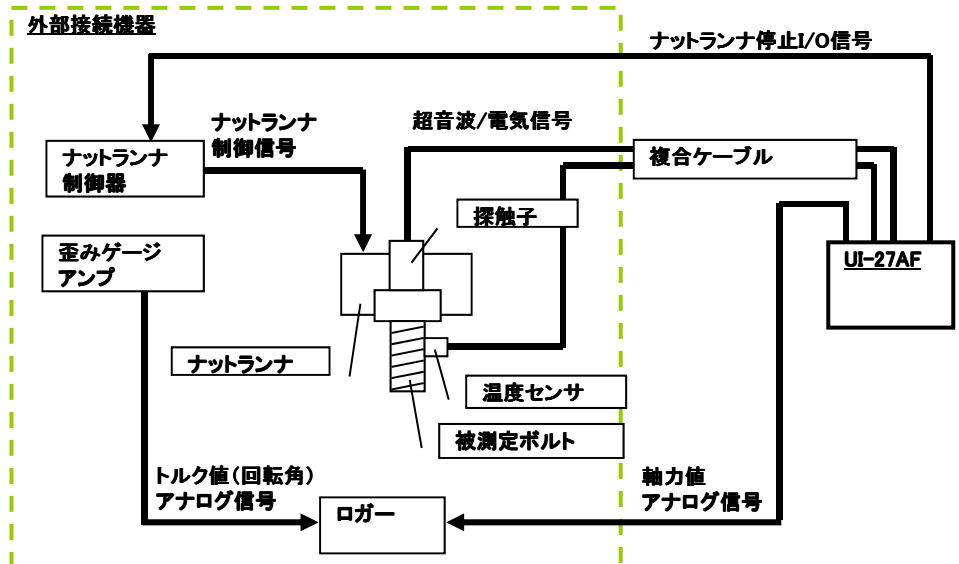 外部接続機器
ナットランナ停止I/O信号
ナットランナ
制御信号
超音波/電気信号
ナットランナ
制御器
複合ケーブル
探触子
歪みゲージ
アンプ
UI-27AF
ナットランナ
温度センサ
被測定ボルト
トルク値(回転角)
アナログ信号
軸力値
アナログ信号
ロガー